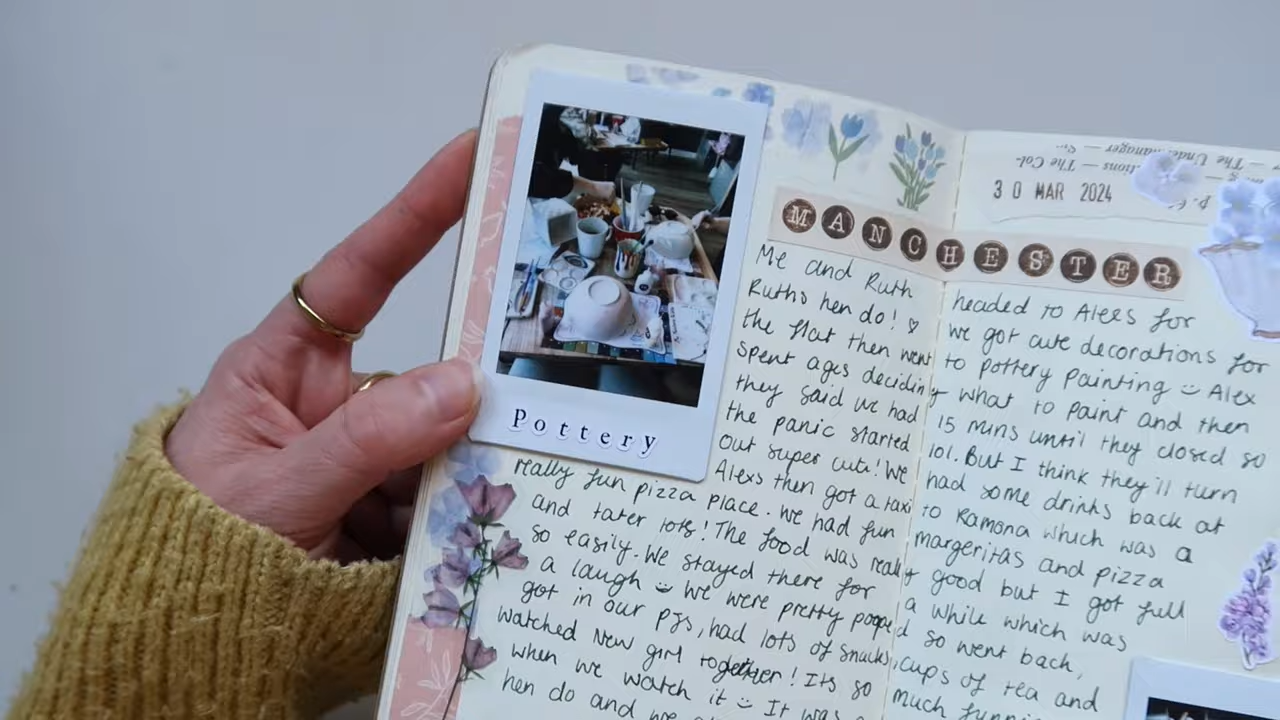 ctions — The Col-
30 MAR 2024
MANCHESTER
Me and Ruth headed to Alexs for
Ruths hen do! ♡ we got cute decorations for
the flat then went to pottery painting :) Alex
spent ages deciding what to paint and then
they said we had 15 mins until they closed so
the panic started lol. But I think they'll turn
out super cute! We had some drinks back at
Alexs then got a taxi to Ramona which was a
really fun pizza place. We had fun margeritas and pizza
and tater tots! The food was really good but I got full
so easily. We stayed there for a while which was
a laugh :) We were pretty pooped so went back,
got in our PJs, had lots of snacks, cups of tea and
watched New Girl together! Its so much funnie
when we watch it :) It was
hen do and we
Pottery